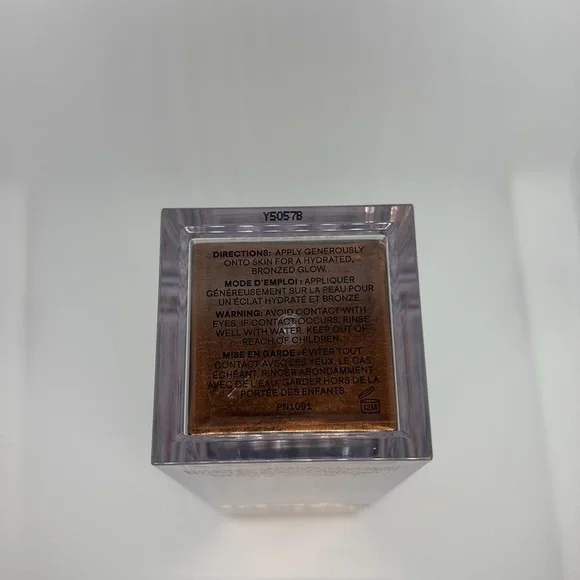 Y5057B
DIRECTIONS: APPLY GENEROUSLY
ONTO SKIN FOR A HYDRATED,
BRONZED GLOW.
MODE D'EMPLOI : APPLIQUER
GÉNÉREUSEMENT SUR LA PEAU POUR
UN ÉCLAT HYDRATÉ ET BRONZÉ.
WARNING: AVOID CONTACT WITH
EYES. IF CONTACT OCCURS, RINSE
WELL WITH WATER. KEEP OUT OF
REACH OF CHILDREN.
MISE EN GARDE : ÉVITER TOUT
CONTACT AVEC LES YEUX. LE CAS
ÉCHÉANT, RINCER ABONDAMMENT
AVEC DE L'EAU. GARDER HORS DE LA
PORTÉE DES ENFANTS.
PN1091
12M